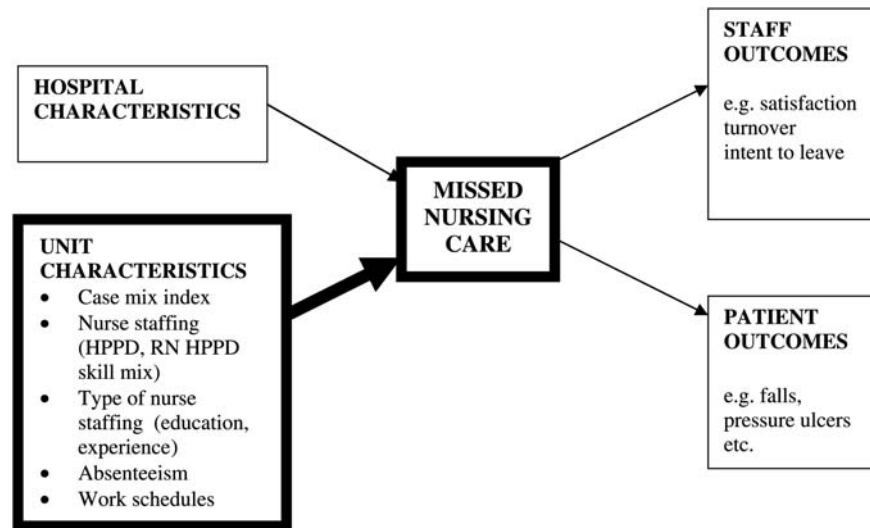 HOSPITAL
CHARACTERISTICS
UNIT
CHARACTERISTICS
• Case mix index
• Nurse staffing
(HPPD, RN HPPD
skill mix)
• Type of nurse
staffing (education,
experience)
• Absenteeism
• Work schedules
MISSED
NURSING
CARE
STAFF
OUTCOMES
e.g. satisfaction
turnover
intent to leave
PATIENT
OUTCOMES
e.g. falls,
pressure ulcers
etc.